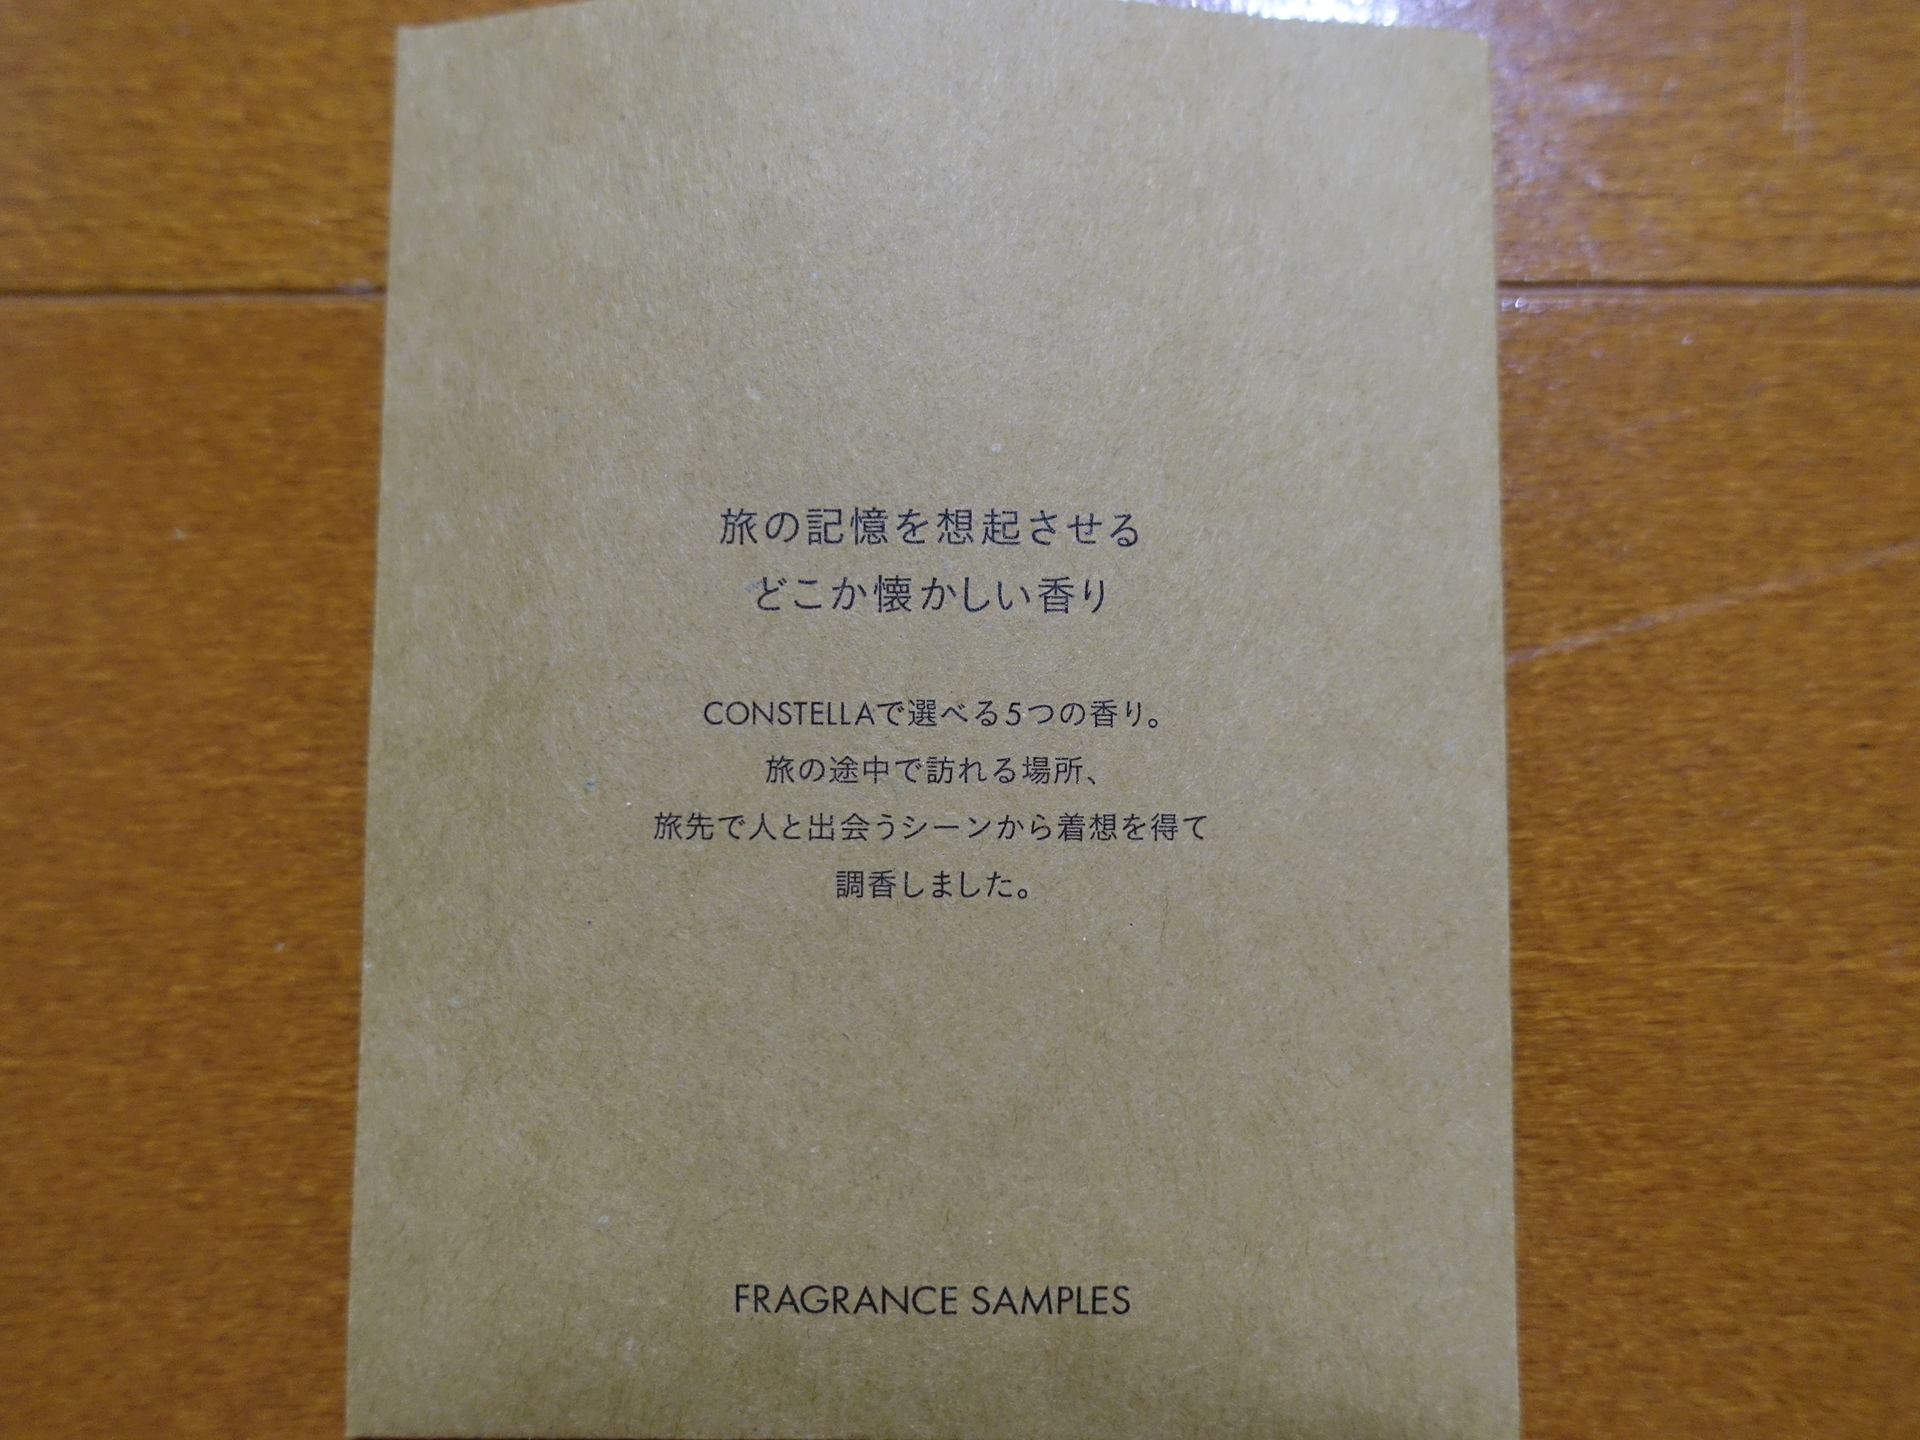 旅の記憶を想起させる
どこか懐かしい香り
CONSTELLAで選べる5つの香り。
旅の途中で訪れる場所、
旅先で人と出会うシーンから着想を得て
調香しました。
FRAGRANCE SAMPLES